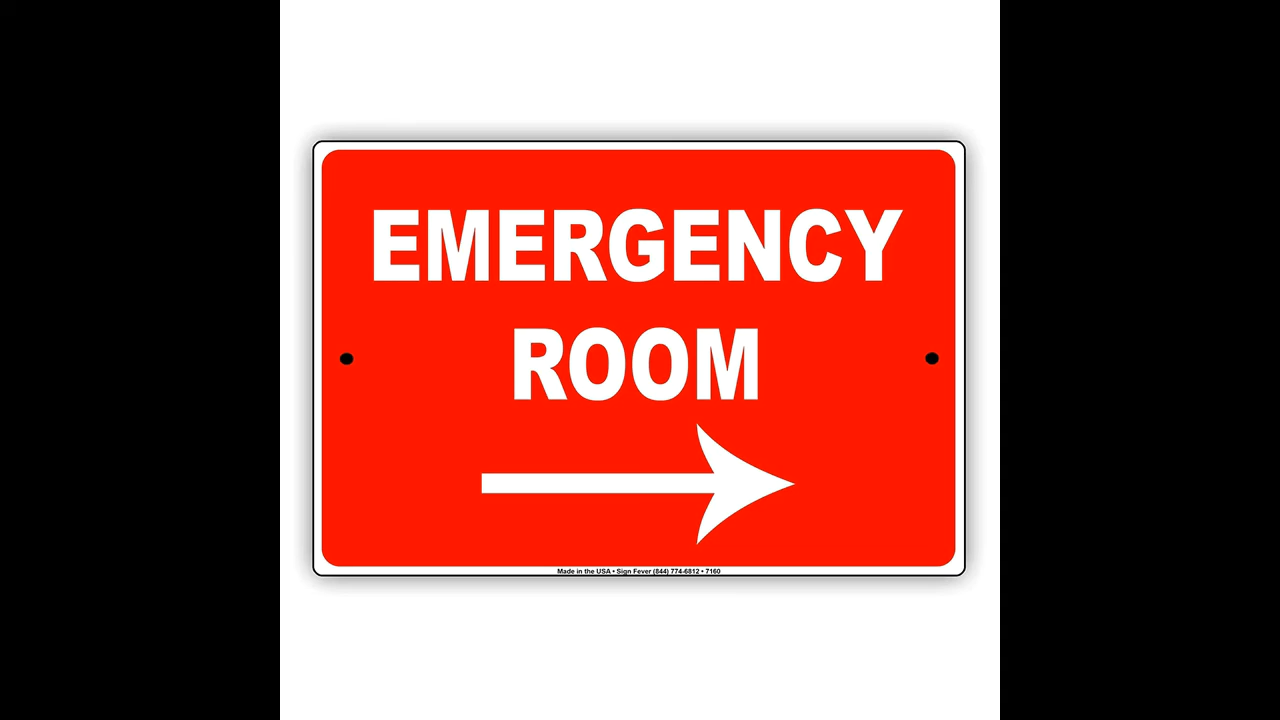 EMERGENCY
ROOM
Made in the USA • Sign Fever (844) 774-6812 • 7160